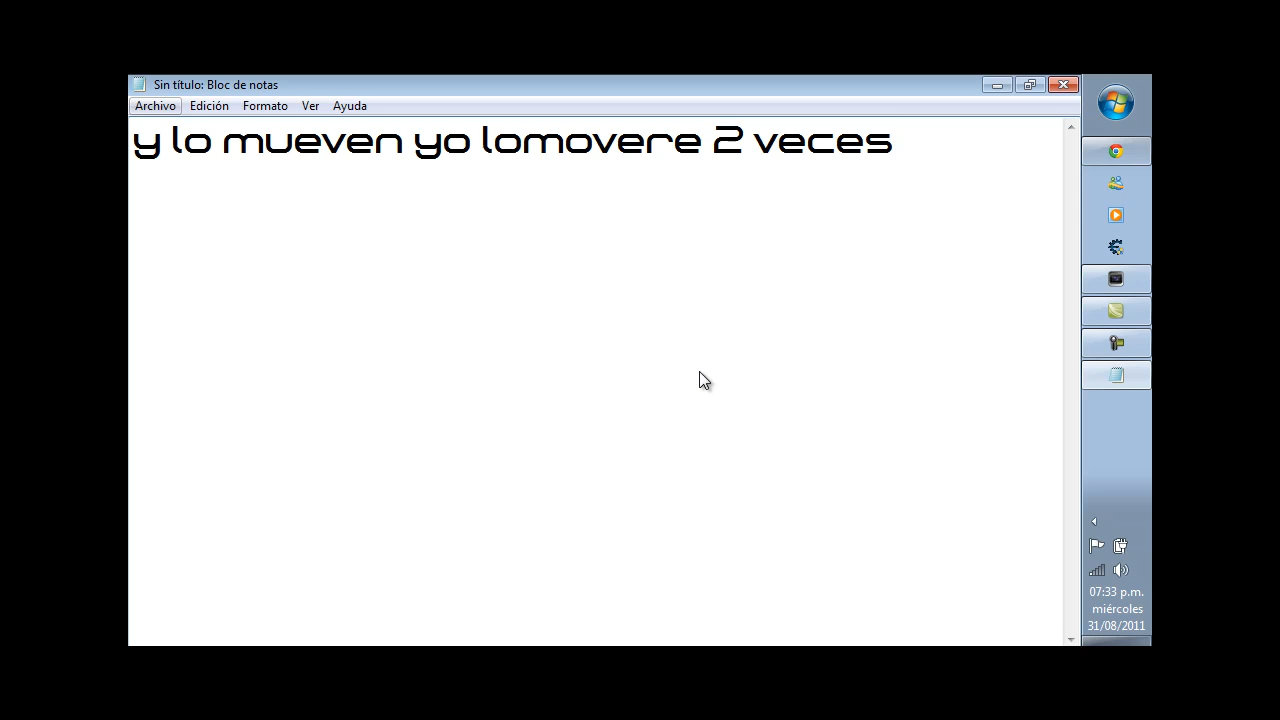 Sin título: Bloc de notas
Archivo Edición Formato Ver Ayuda
y lo mueven yo lomovere 2 veces
07:33 p.m.
miércoles
31/08/2011